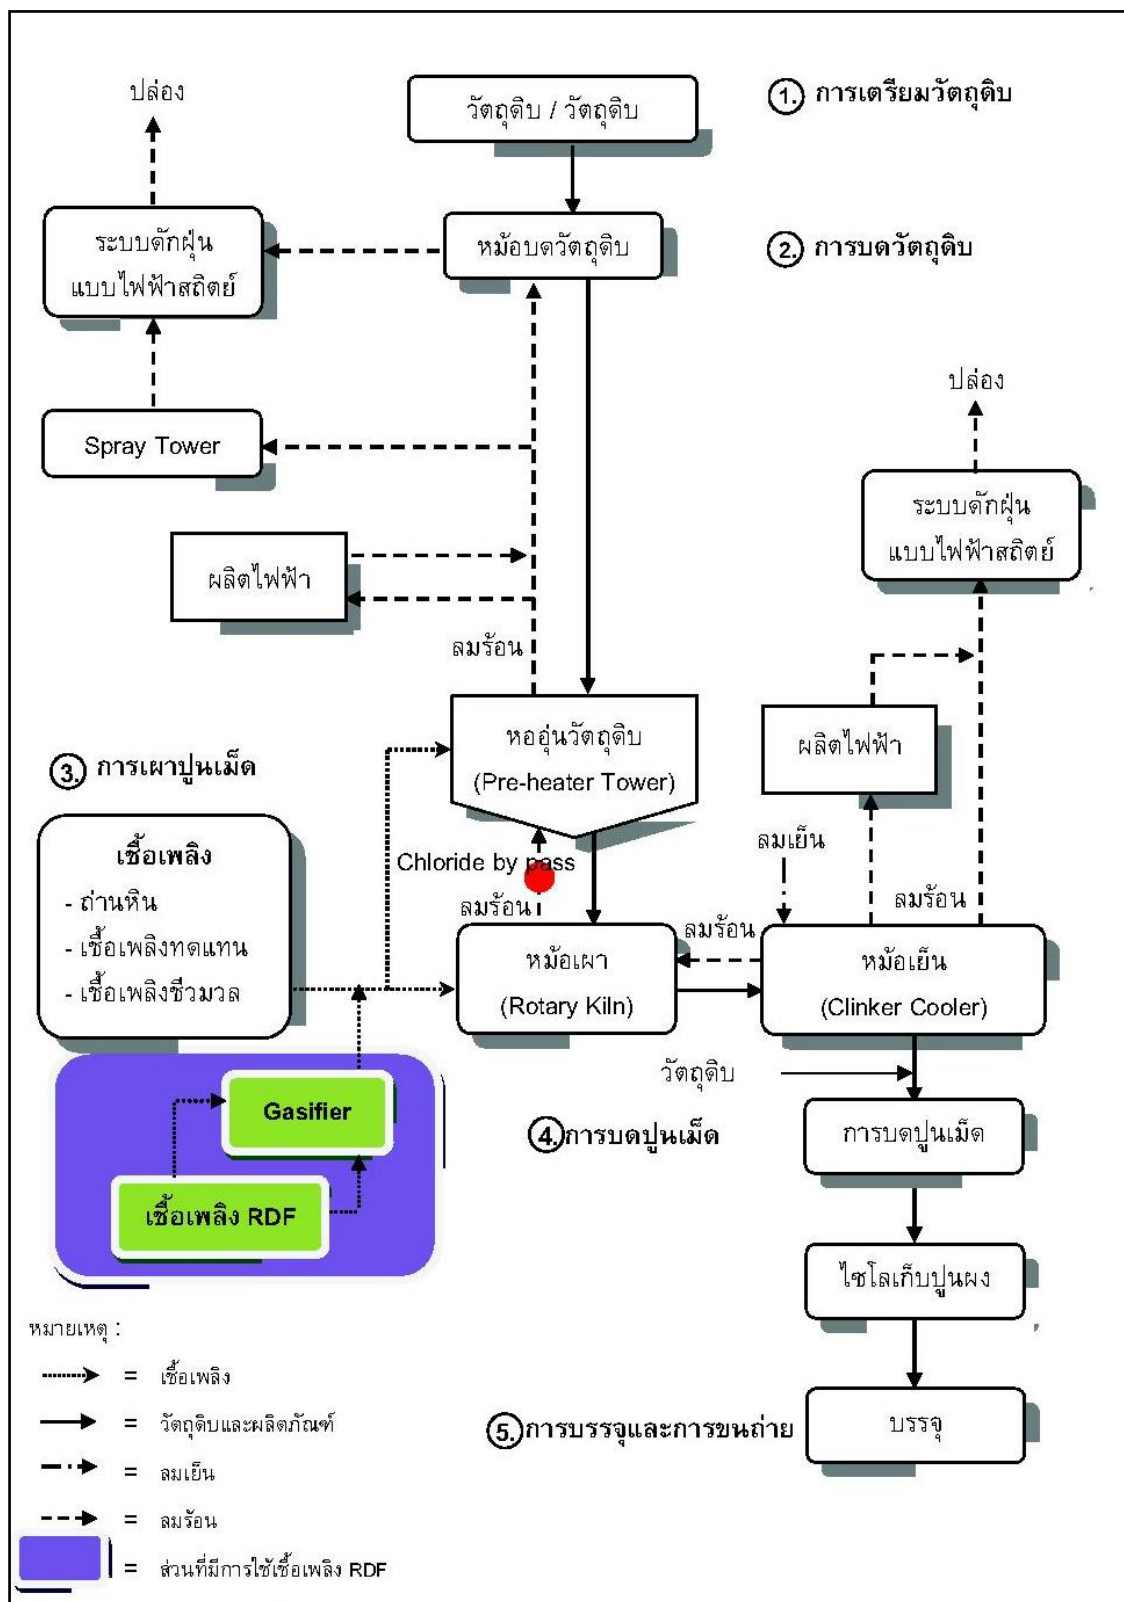 ปล่อง
วัตถุดิบ / วัตถุดิบ
1. การเตรียมวัตถุดิบ
ระบบดักฝุ่น
แบบไฟฟ้าสถิตย์
หม้อบดวัตถุดิบ
2. การบดวัตถุดิบ
ปล่อง
Spray Tower
ระบบดักฝุ่น
แบบไฟฟ้าสถิตย์
ผลิตไฟฟ้า
ลมร้อน
หออุ่นวัตถุดิบ
(Pre-heater Tower)
ผลิตไฟฟ้า
3. การเผาปูนเม็ด
เชื้อเพลิง
- ถ่านหิน
- เชื้อเพลิงทดแทน
- เชื้อเพลิงชีวมวล
Chloride by pass
ลมร้อน
ลมเย็น
ลมร้อน
ลมร้อน
หม้อเผา
(Rotary Kiln)
หม้อเย็น
(Clinker Cooler)
วัตถุดิบ
Gasifier
เชื้อเพลิง RDF
4. การบดปูนเม็ด
การบดปูนเม็ด
ไซโลเก็บปูนผง
5. การบรรจุและการขนถ่าย
บรรจุ
หมายเหตุ :
= เชื้อเพลิง
= วัตถุดิบและผลิตภัณฑ์
= ลมเย็น
= ลมร้อน
= ส่วนที่มีการใช้เชื้อเพลิง RDF